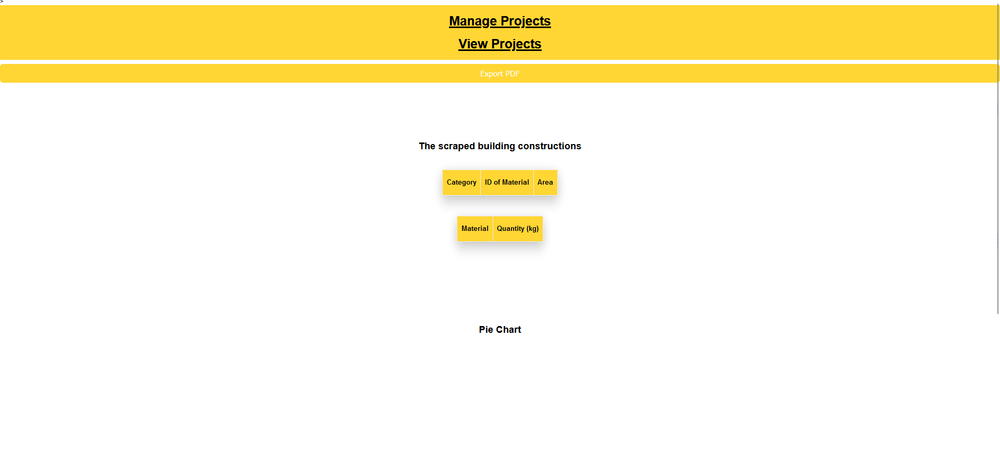 >
Manage Projects
View Projects
Export PDF
The scraped building constructions
Category ID of Material Area
Material Quantity (kg)
Pie Chart